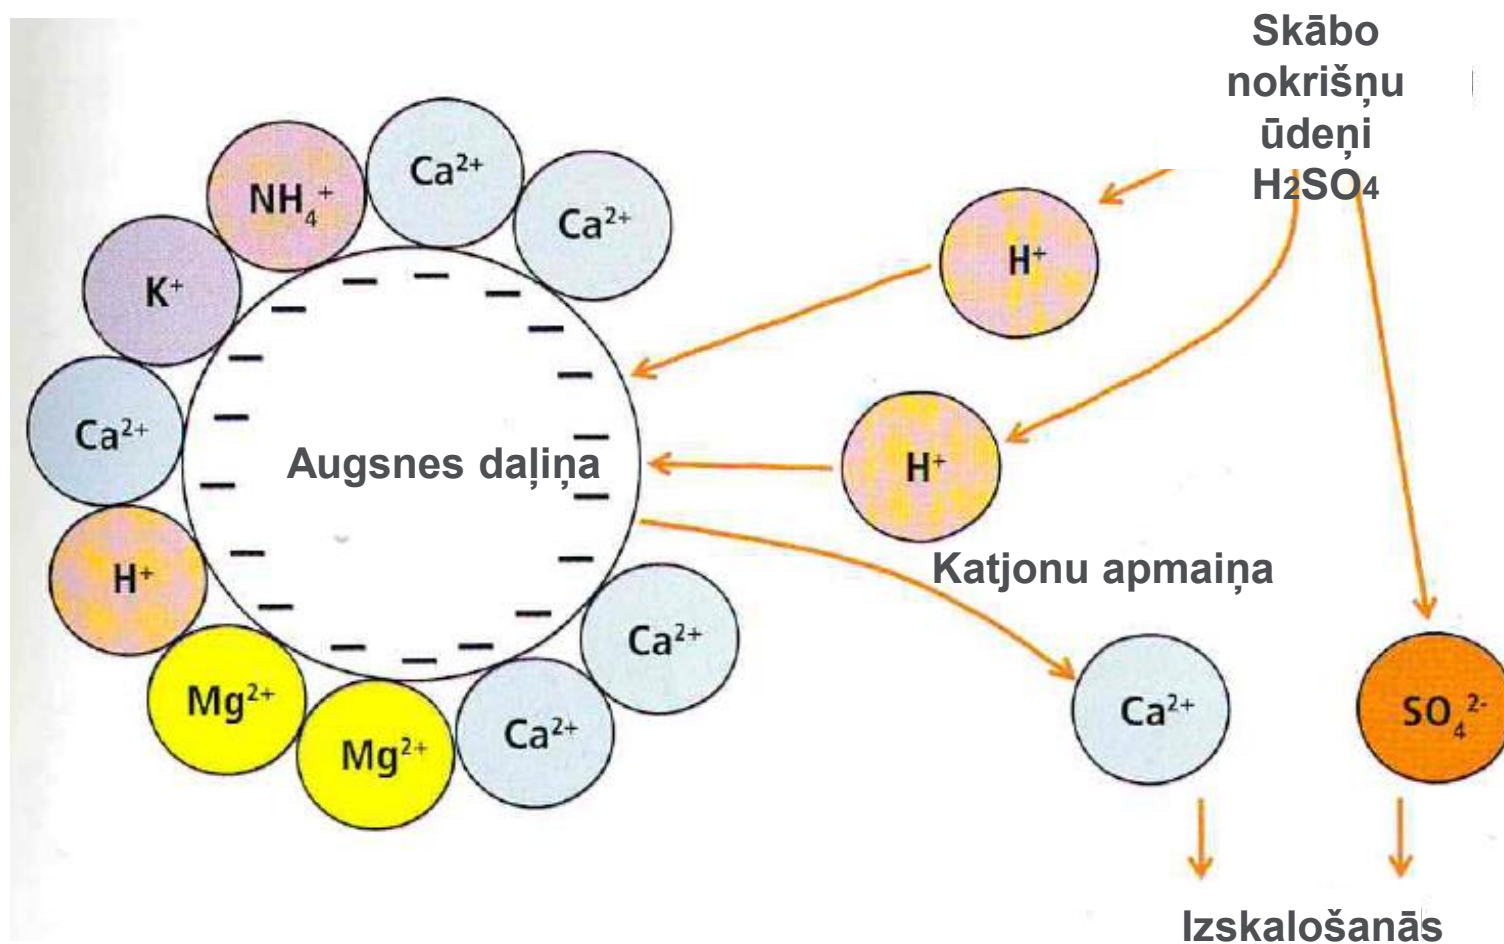 Skābo
nokrišņu
ūdeņi
H2SO4
NH₄⁺
Ca²⁺
Ca²⁺
K⁺
H⁺
Ca²⁺
Augsnes daļiņa
H⁺
H⁺
Katjonu apmaiņa
Ca²⁺
Mg²⁺
Mg²⁺
Ca²⁺
Ca²⁺
SO₄²⁻
Izskalošanās